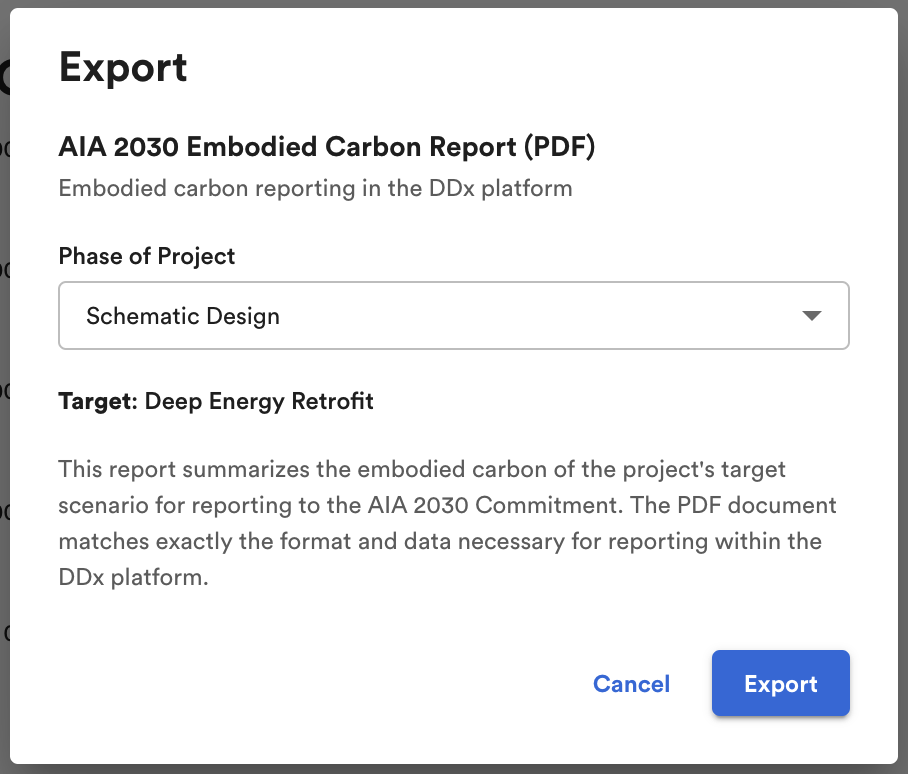 Export
AIA 2030 Embodied Carbon Report (PDF)
Embodied carbon reporting in the DDx platform
Phase of Project
Schematic Design
Target: Deep Energy Retrofit
This report summarizes the embodied carbon of the project's target
scenario for reporting to the AIA 2030 Commitment. The PDF document
matches exactly the format and data necessary for reporting within the
DDx platform.
Cancel
Export